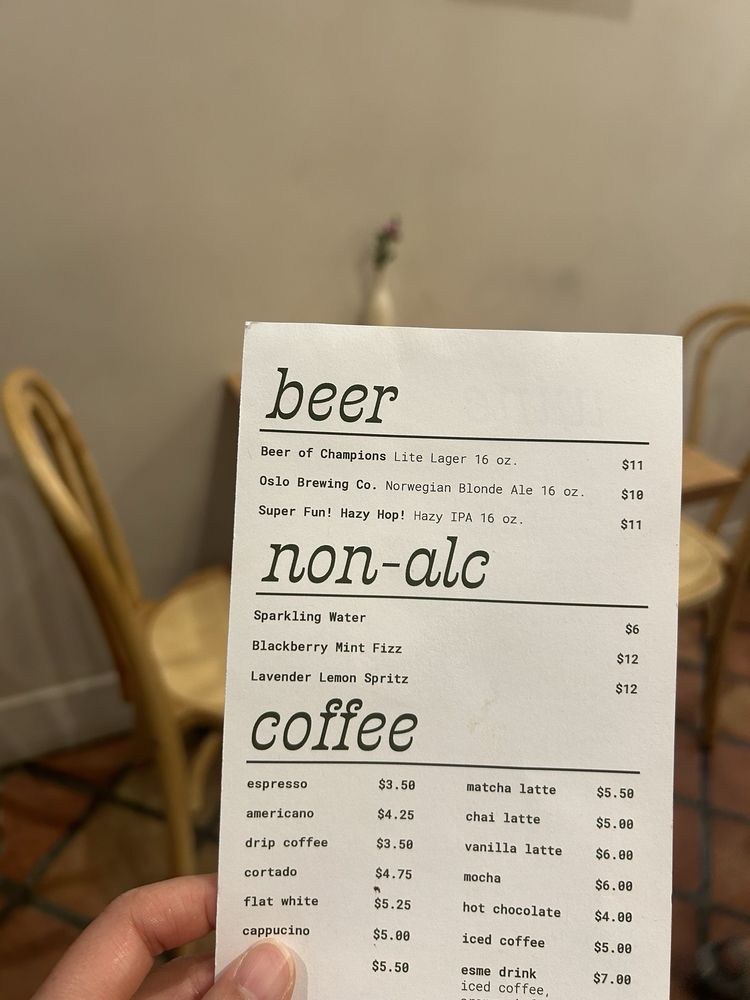 beer
Beer of Champions Lite Lager 16 oz. $11
Oslo Brewing Co. Norwegian Blonde Ale 16 oz. $10
Super Fun! Hazy Hop! Hazy IPA 16 oz. $11
non-alc
Sparkling Water $6
Blackberry Mint Fizz $12
Lavender Lemon Spritz $12
coffee
espresso $3.50
americano $4.25
drip coffee $3.50
cortado $4.75
flat white $5.25
cappucino $5.00
$5.50
matcha latte $5.50
chai latte $5.00
vanilla latte $6.00
mocha $6.00
hot chocolate $4.00
iced coffee $5.00
esme drink $7.00
iced coffee,